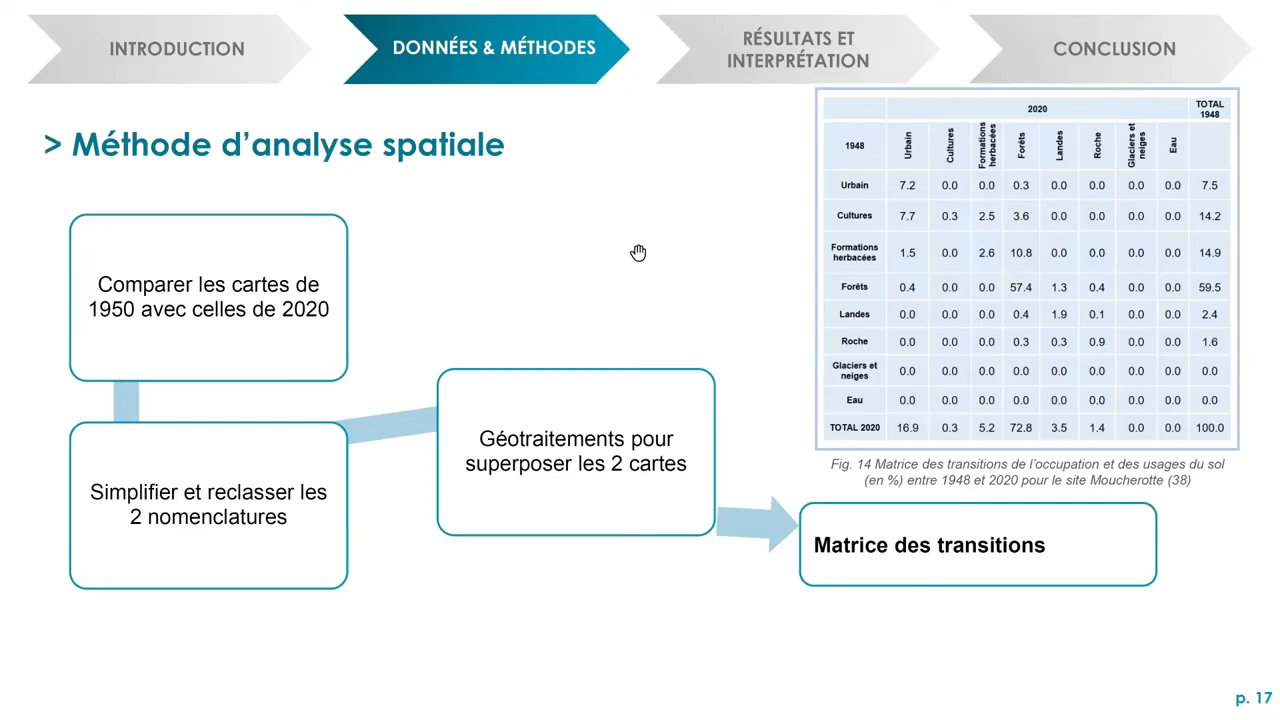 INTRODUCTION
DONNÉES & MÉTHODES
RÉSULTATS ET
INTERPRÉTATION
CONCLUSION
> Méthode d’analyse spatiale
Comparer les cartes de
1950 avec celles de 2020
Simplifier et reclasser les
2 nomenclatures
Géotraitements pour
superposer les 2 cartes
2020 TOTAL 1948
1948 Urbain Cultures Formations herbacées Forêts Landes Roche Glaciers et neiges Eau
Urbain 7.2 0.0 0.0 0.3 0.0 0.0 0.0 0.0 7.5
Cultures 7.7 0.3 2.5 3.6 0.0 0.0 0.0 0.0 14.2
Formations herbacées 1.5 0.0 2.6 10.8 0.0 0.0 0.0 0.0 14.9
Forêts 0.4 0.0 0.0 57.4 1.3 0.4 0.0 0.0 59.5
Landes 0.0 0.0 0.0 0.4 1.9 0.1 0.0 0.0 2.4
Roche 0.0 0.0 0.0 0.3 0.3 0.9 0.0 0.0 1.6
Glaciers et neiges 0.0 0.0 0.0 0.0 0.0 0.0 0.0 0.0 0.0
Eau 0.0 0.0 0.0 0.0 0.0 0.0 0.0 0.0 0.0
TOTAL 2020 16.9 0.3 5.2 72.8 3.5 1.4 0.0 0.0 100.0
Fig. 14 Matrice des transitions de l’occupation et des usages du sol
(en %) entre 1948 et 2020 pour le site Moucherotte (38)
Matrice des transitions
p. 17